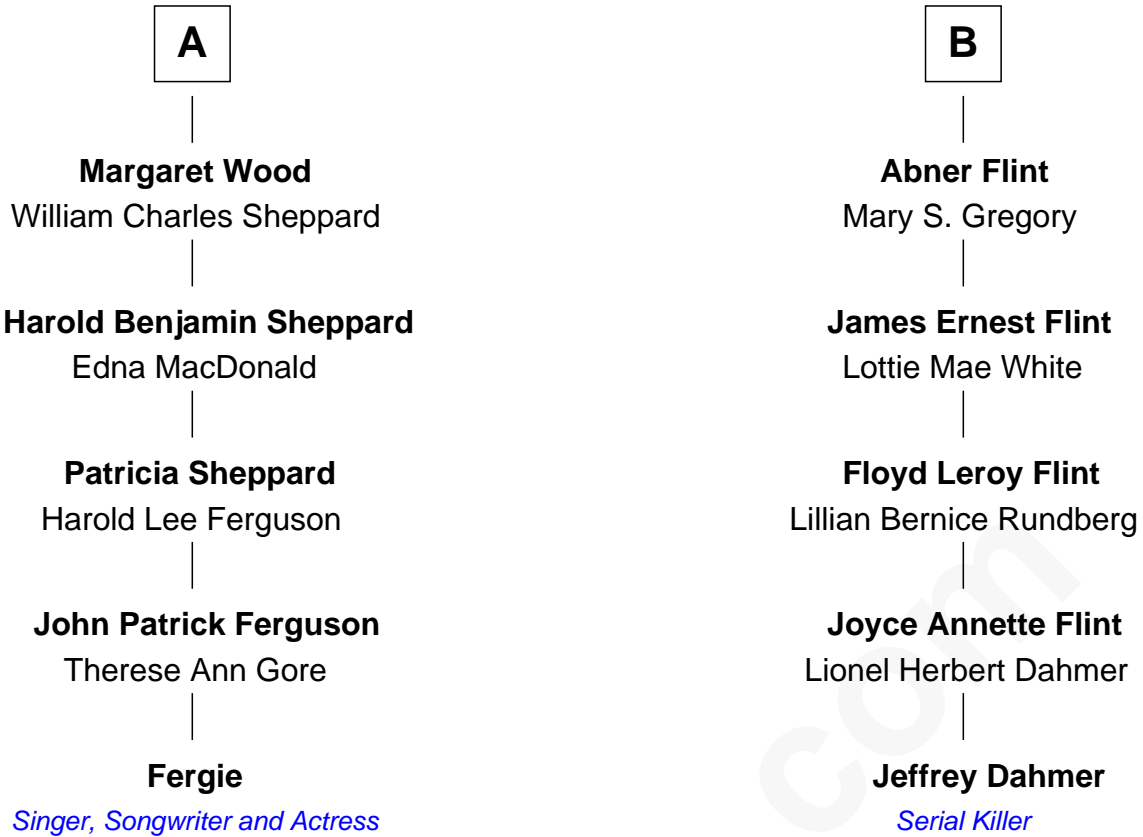 A
Margaret Wood
William Charles Sheppard
Harold Benjamin Sheppard
Edna MacDonald
Patricia Sheppard
Harold Lee Ferguson
John Patrick Ferguson
Therese Ann Gore
Fergie
Singer, Songwriter and Actress
B
Abner Flint
Mary S. Gregory
James Ernest Flint
Lottie Mae White
Floyd Leroy Flint
Lillian Bernice Rundberg
Joyce Annette Flint
Lionel Herbert Dahmer
Jeffrey Dahmer
Serial Killer
com